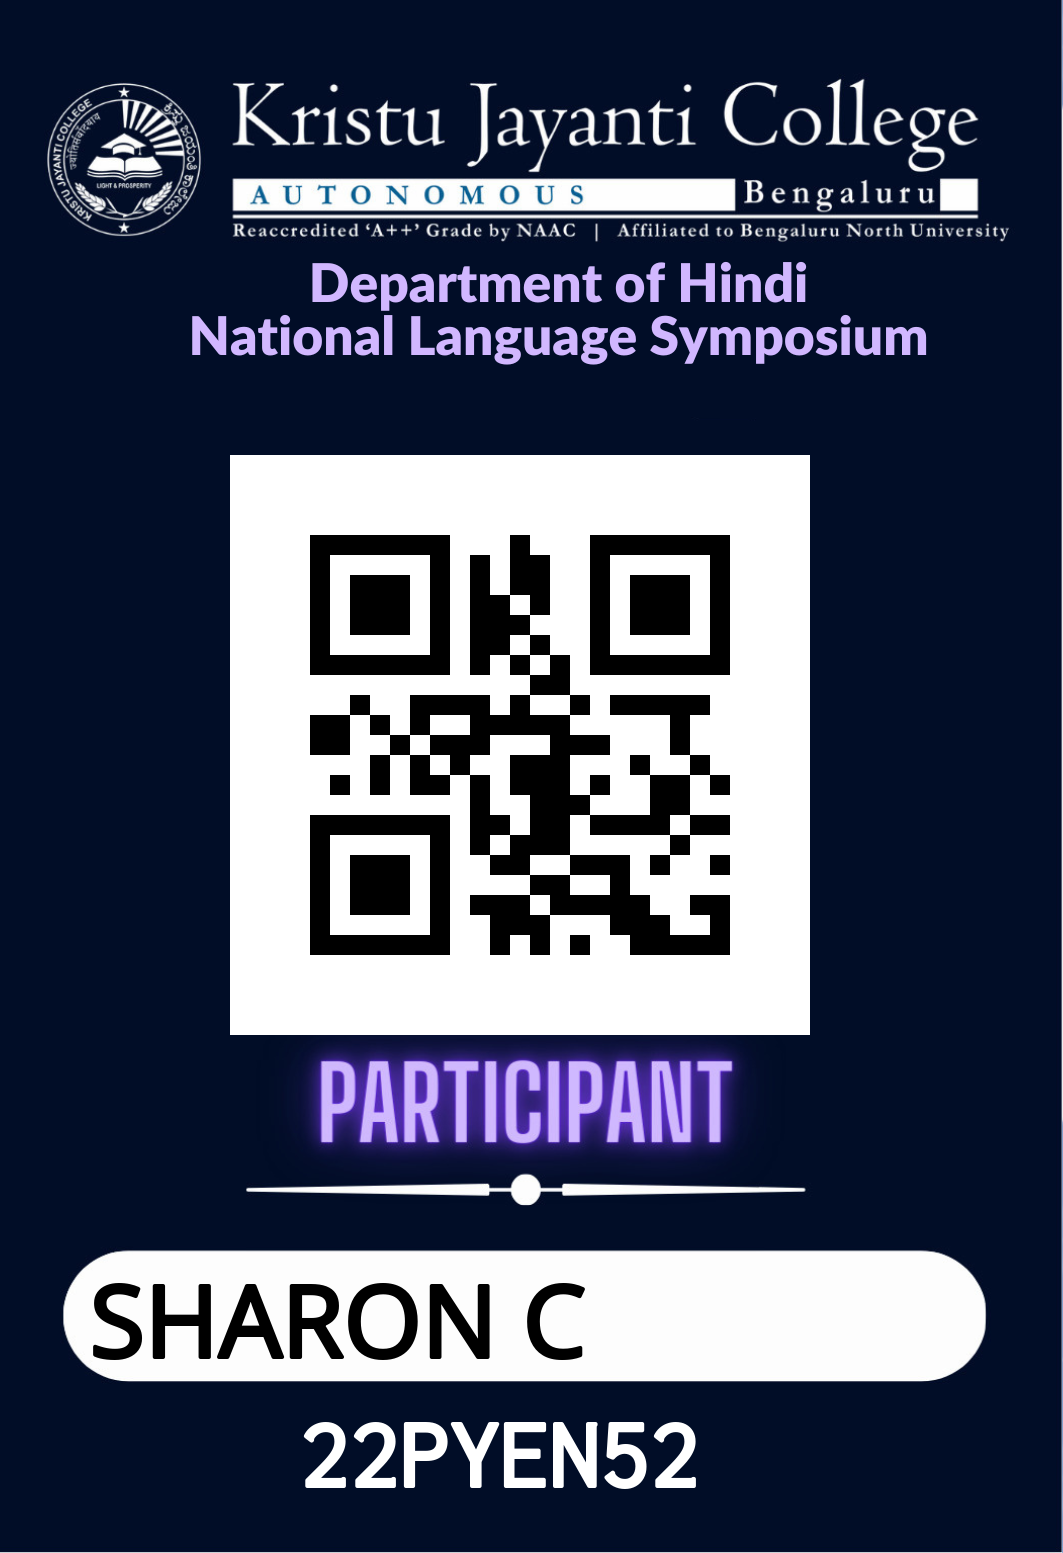 KRISTU JAYANTI COLLEGE
LIGHT & PROSPERITY
Kristu Jayanti College
AUTONOMOUS Bengaluru
Reaccredited ‘A++’ Grade by NAAC | Affiliated to Bengaluru North University
Department of Hindi
National Language Symposium
PARTICIPANT
SHARON C
22PYEN52